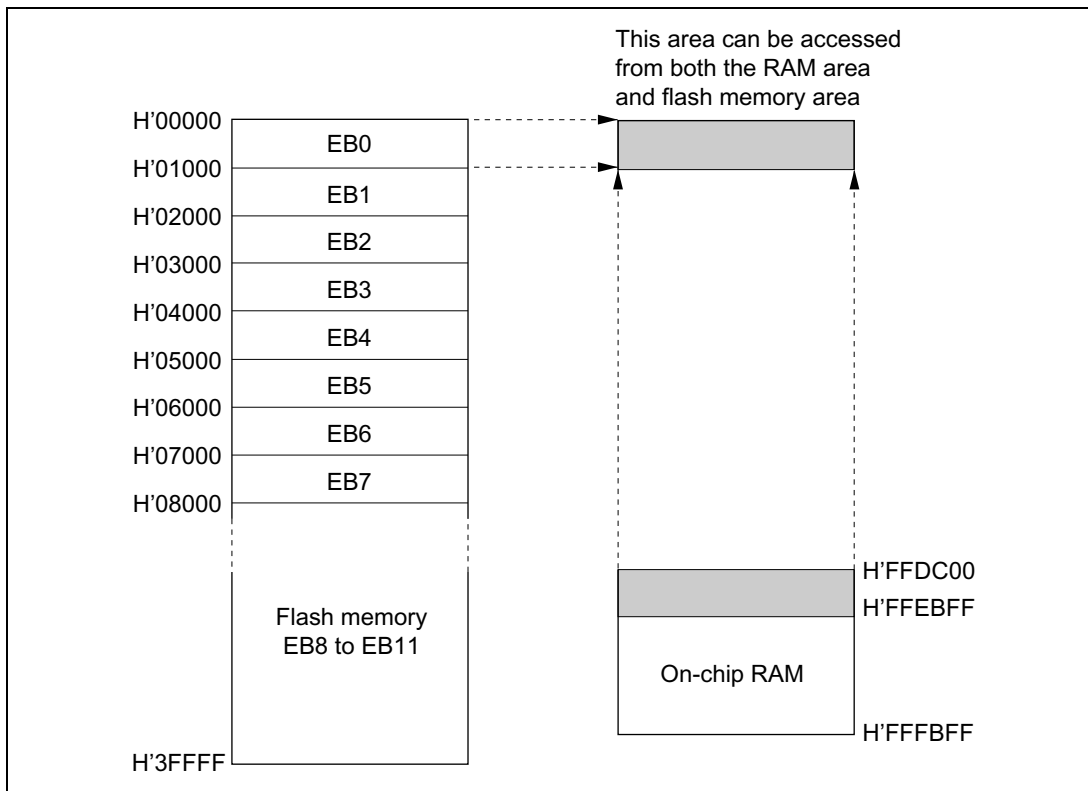 This area can be accessed
from both the RAM area
and flash memory area
H’00000
EB0
H’01000
EB1
H’02000
EB2
H’03000
EB3
H’04000
EB4
H’05000
EB5
H’06000
EB6
H’07000
EB7
H’08000
Flash memory
EB8 to EB11
H’3FFFF
H’FFDC00
H’FFEBFF
On-chip RAM
H’FFFBFF